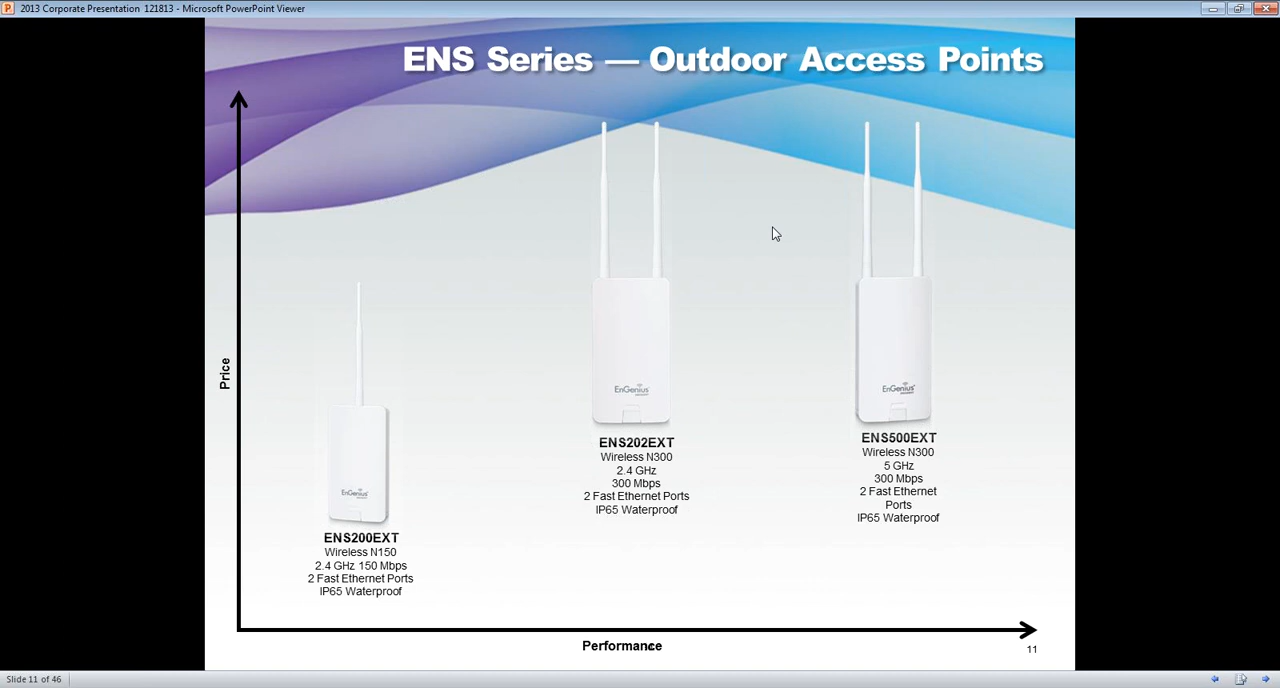 2013 Corporate Presentation 121813 - Microsoft PowerPoint Viewer
ENS Series — Outdoor Access Points
Price
EnGenius
ENS200EXT
Wireless N150
2.4 GHz 150 Mbps
2 Fast Ethernet Ports
IP65 Waterproof
EnGenius
ENS202EXT
Wireless N300
2.4 GHz
300 Mbps
2 Fast Ethernet Ports
IP65 Waterproof
EnGenius
ENS500EXT
Wireless N300
5 GHz
300 Mbps
2 Fast Ethernet
Ports
IP65 Waterproof
Performance
11
Slide 11 of 46